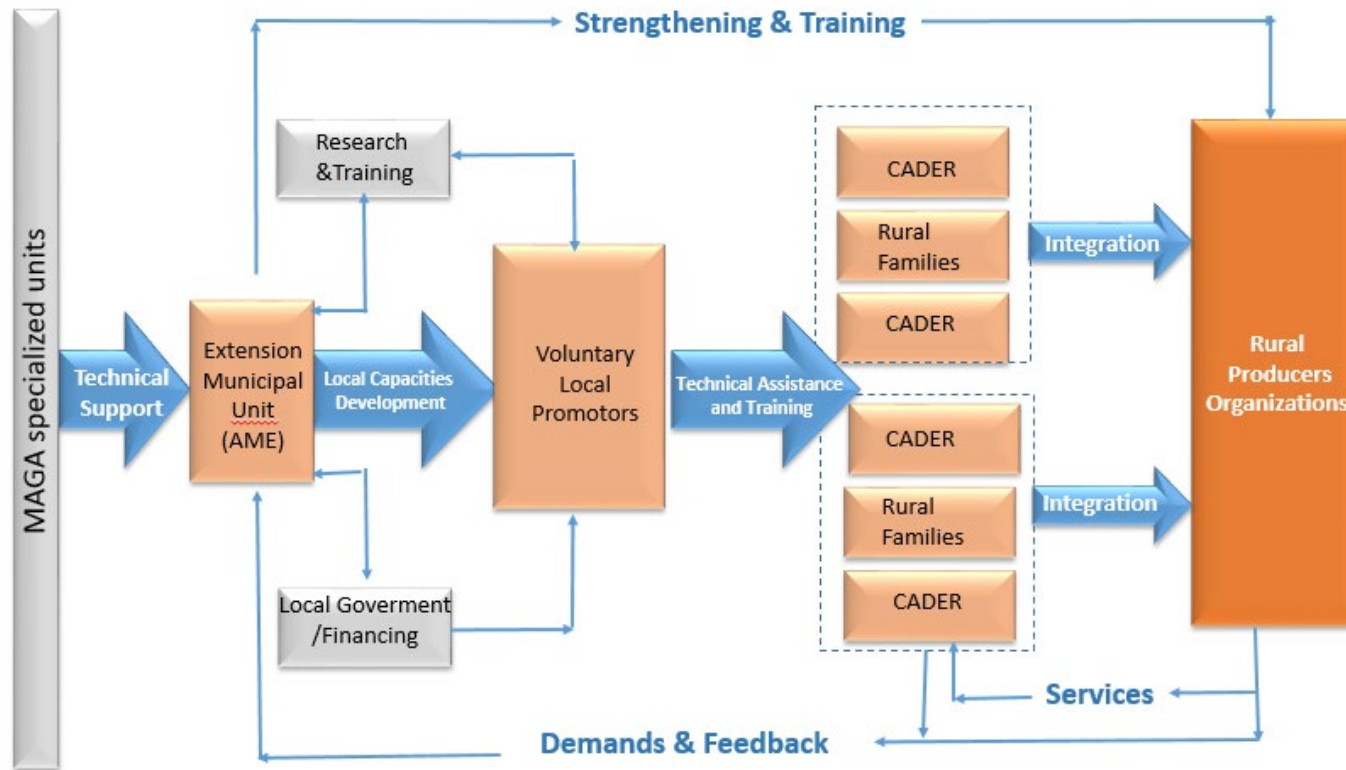 MAGA specialized units
Strengthening & Training
Research
&Training
Technical
Support
Extension
Municipal
Unit
(AME)
Local Capacities
Development
Local Goverment
/Financing
Voluntary
Local
Promotors
Technical Assistance
and Training
CADER
Rural
Families
CADER
CADER
Rural
Families
CADER
Integration
Integration
Rural
Producers
Organizations
Services
Demands & Feedback